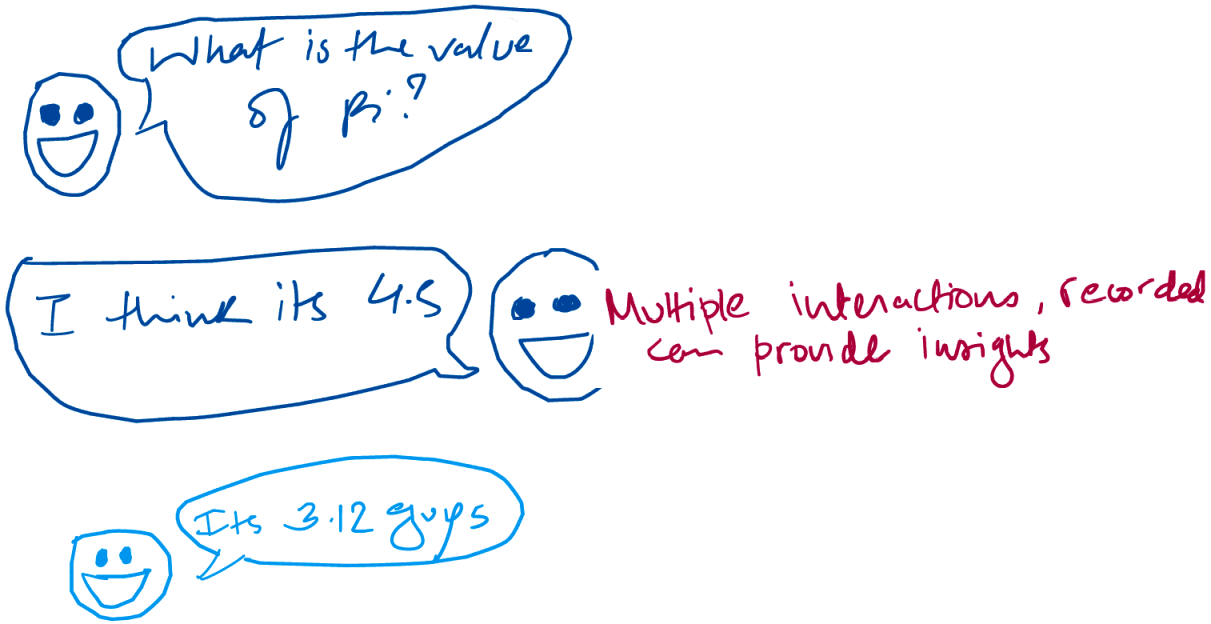 What is the value
of Pi?
I think its 4.5
Multiple interactions, recorded
can provide insights
Its 3.12 guys